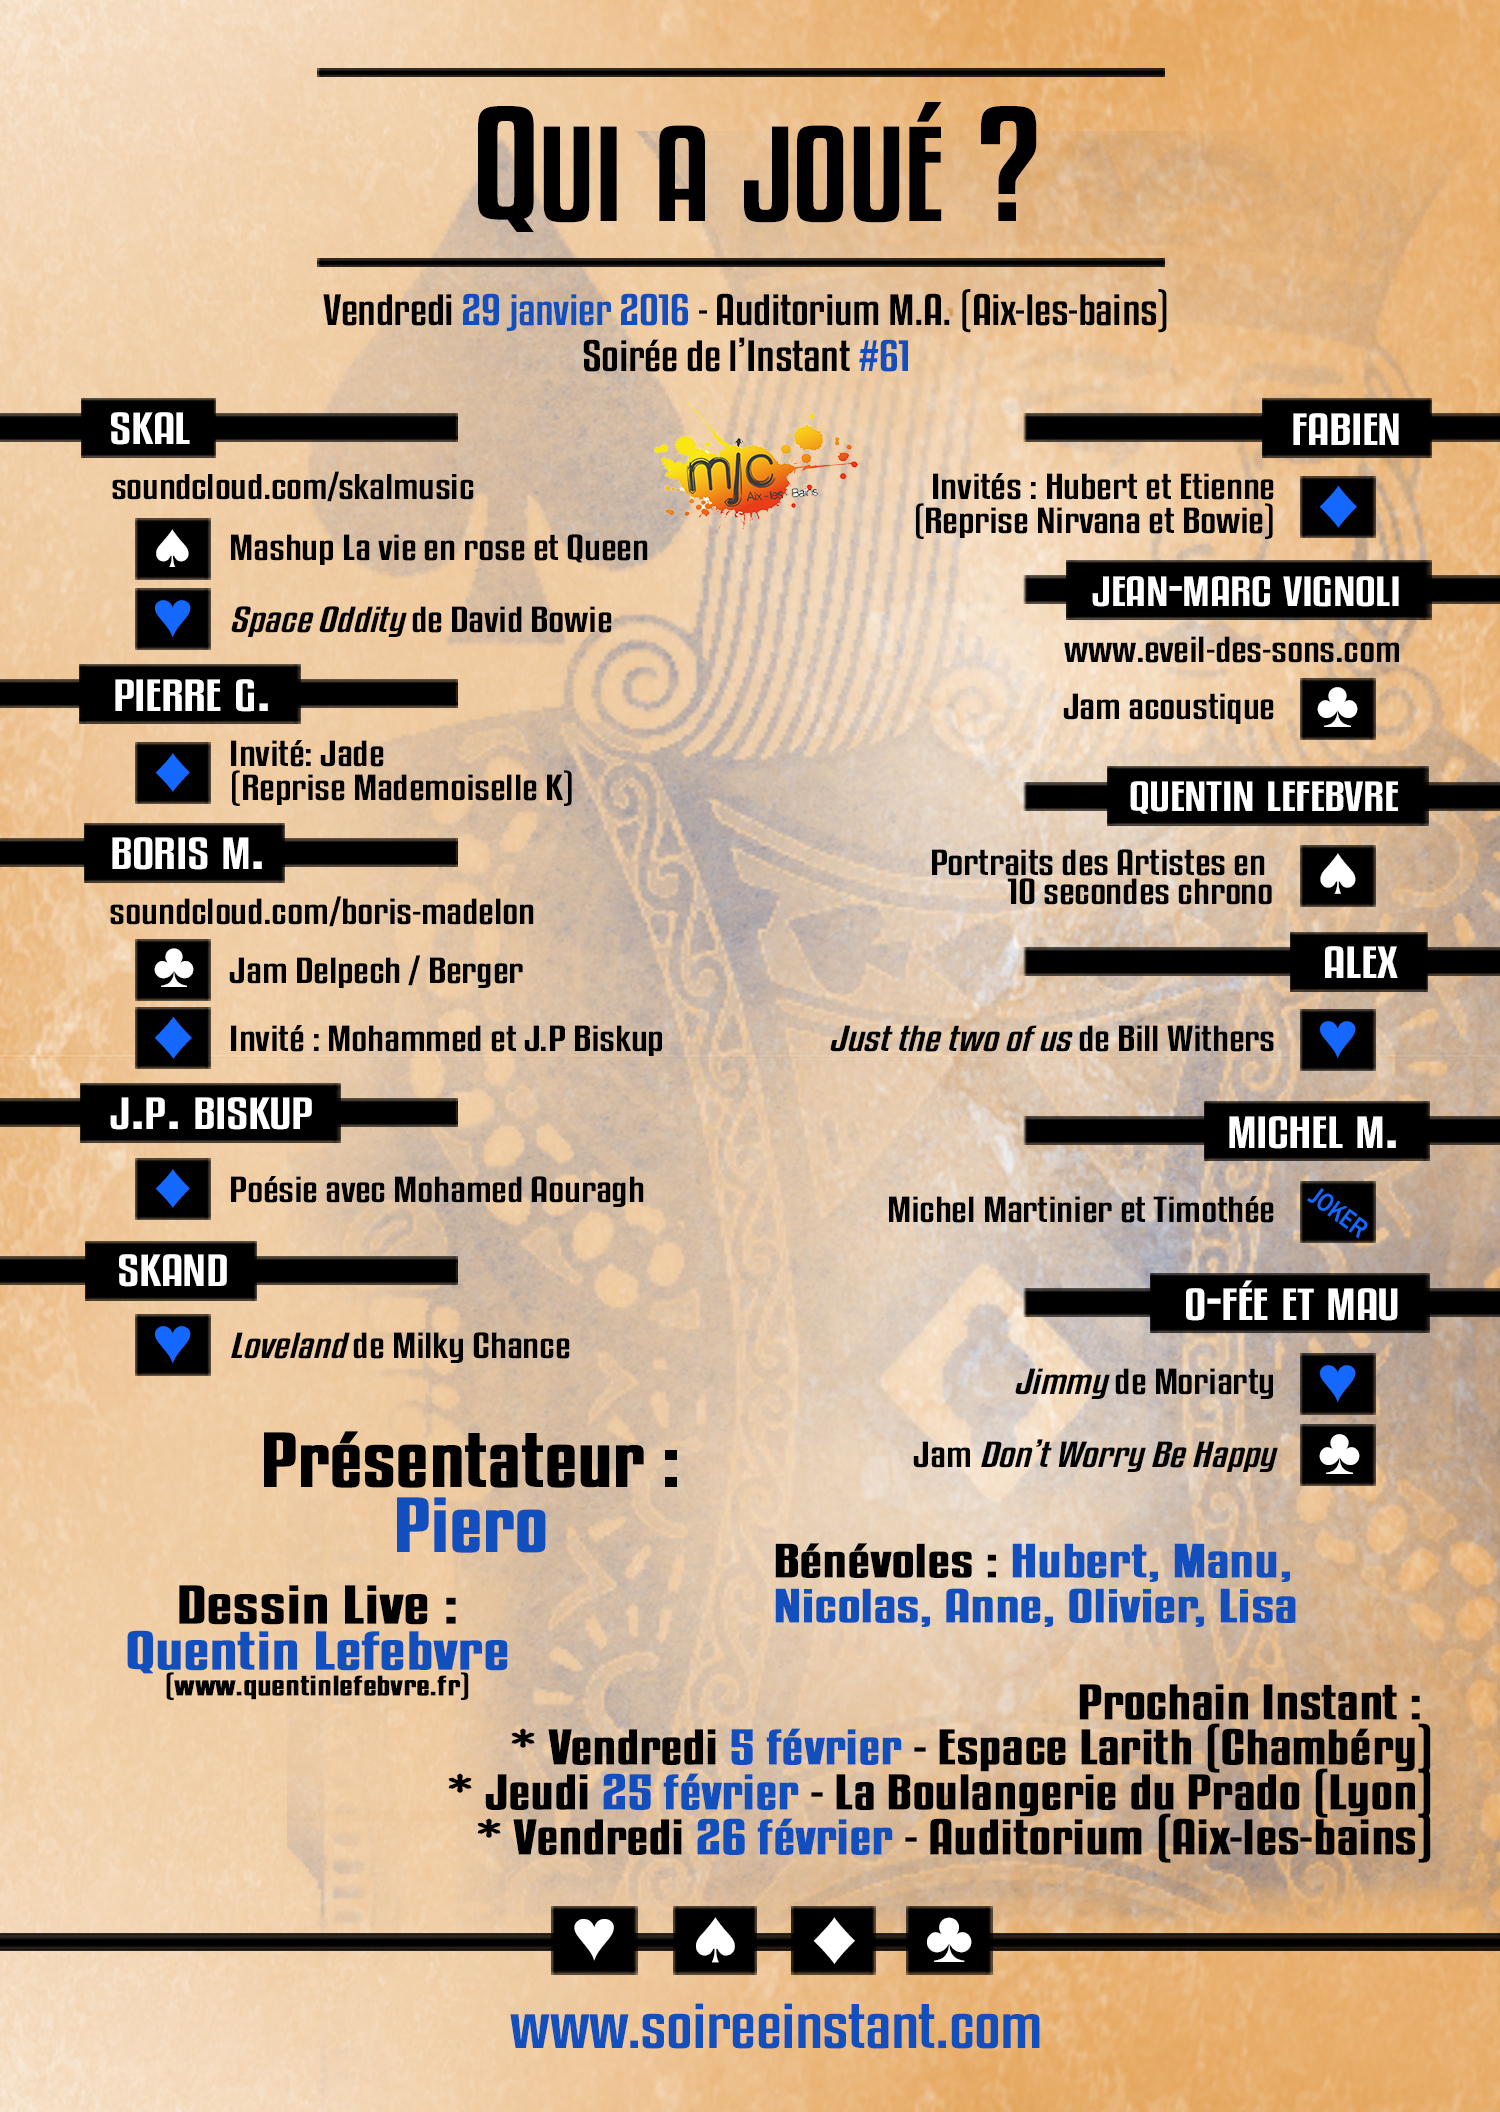 Qui a joué ?
Vendredi 29 janvier 2016 - Auditorium M.A. (Aix-les-bains)
Soirée de l'Instant #61
mjc
Aix-les-Bains
SKAL
soundcloud.com/skalmusic
Mashup La vie en rose et Queen
Space Oddity de David Bowie
PIERRE G.
Invité: Jade
(Reprise Mademoiselle K)
BORIS M.
soundcloud.com/boris-madelon
Jam Delpech / Berger
Invité : Mohammed et J.P Biskup
J.P. BISKUP
Poésie avec Mohamed Aouragh
SKAND
Loveland de Milky Chance
FABIEN
Invités : Hubert et Etienne
(Reprise Nirvana et Bowie)
JEAN-MARC VIGNOLI
www.eveil-des-sons.com
Jam acoustique
QUENTIN LEFEBVRE
Portraits des Artistes en
10 secondes chrono
ALEX
Just the two of us de Bill Withers
MICHEL M.
Michel Martinier et Timothée
JOKER
O-FÉE ET MAU
Jimmy de Moriarty
Jam Don't Worry Be Happy
Présentateur :
Piero
Dessin Live :
Quentin Lefebvre
(www.quentinlefebvre.fr)
Bénévoles : Hubert, Manu,
Nicolas, Anne, Olivier, Lisa
Prochain Instant :
* Vendredi 5 février - Espace Larith (Chambéry)
* Jeudi 25 février - La Boulangerie du Prado (Lyon)
* Vendredi 26 février - Auditorium (Aix-les-bains)
www.soireeinstant.com